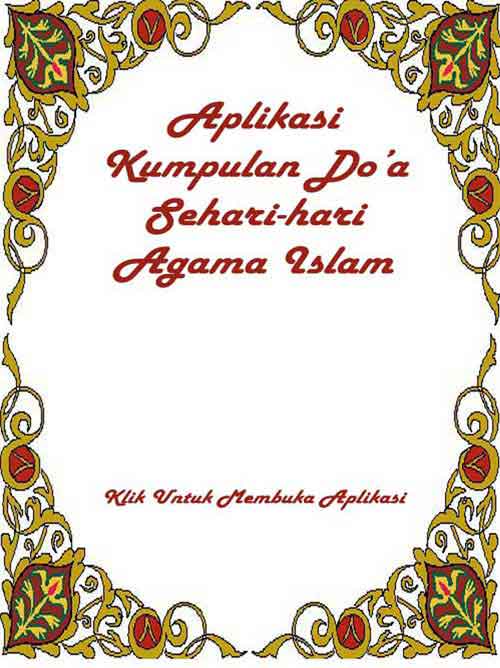 Aplikasi
Kumpulan Do'a
Sehari-hari
Agama Islam
Klik Untuk Membuka Aplikasi